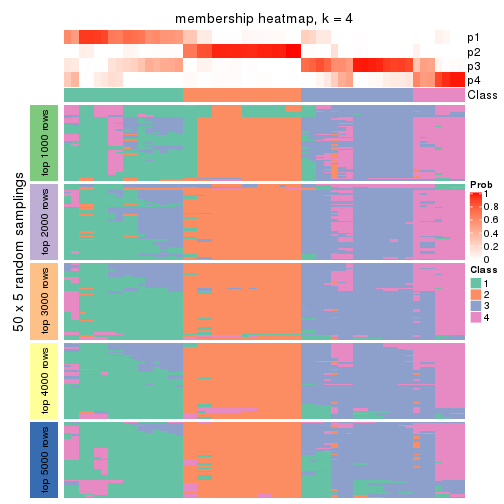 membership heatmap, k = 4
p1
p2
p3
p4
Class
50 x 5 random samplings
top 1000 rows
top 2000 rows
top 3000 rows
top 4000 rows
top 5000 rows
Prob
1
0.8
0.6
0.4
0.2
0
Class
1
2
3
4